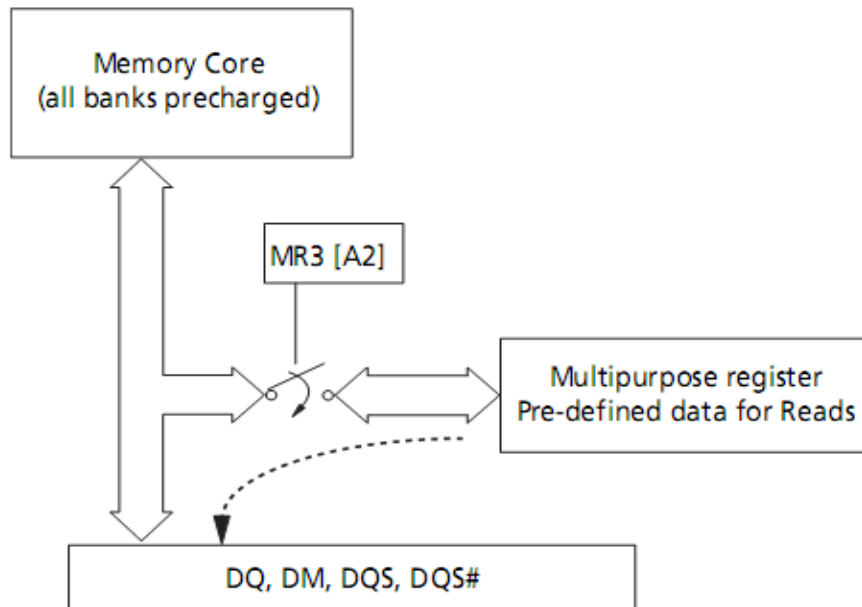 Memory Core
(all banks precharged)
MR3 [A2]
Multipurpose register
Pre-defined data for Reads
DQ, DM, DQS, DQS#